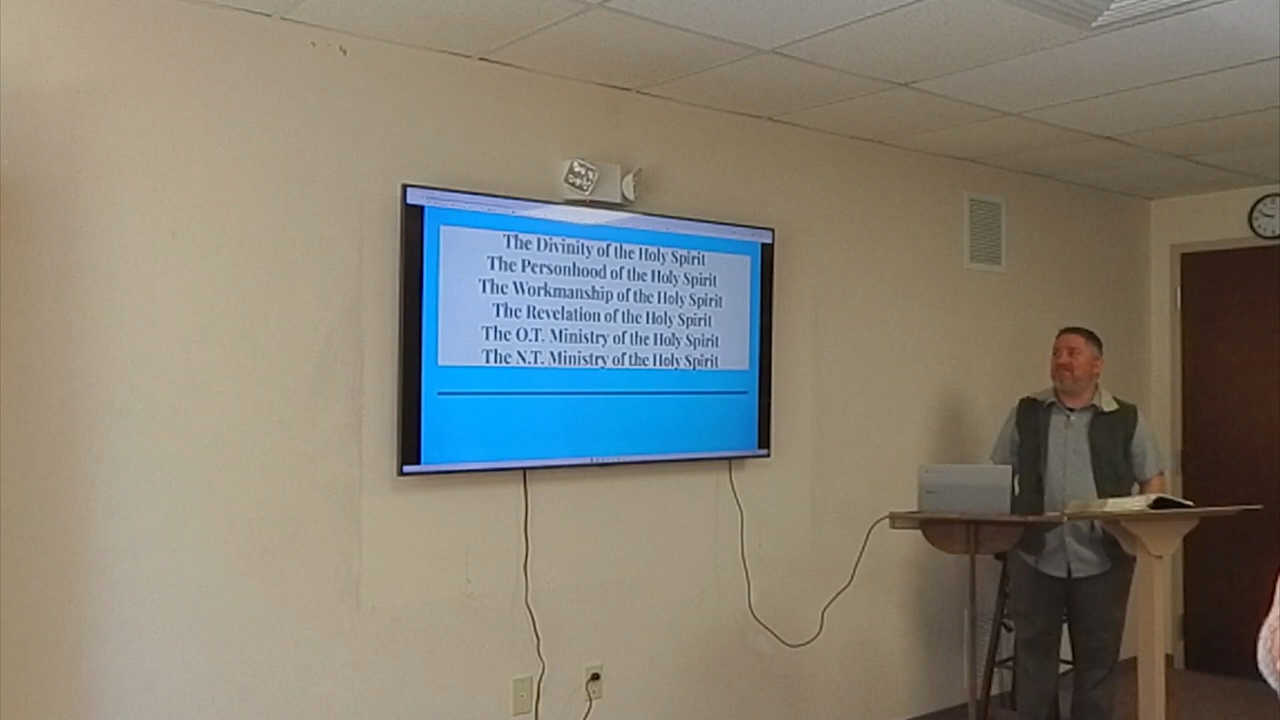 The Divinity of the Holy Spirit
The Personhood of the Holy Spirit
The Workmanship of the Holy Spirit
The Revelation of the Holy Spirit
The O.T. Ministry of the Holy Spirit
The N.T. Ministry of the Holy Spirit